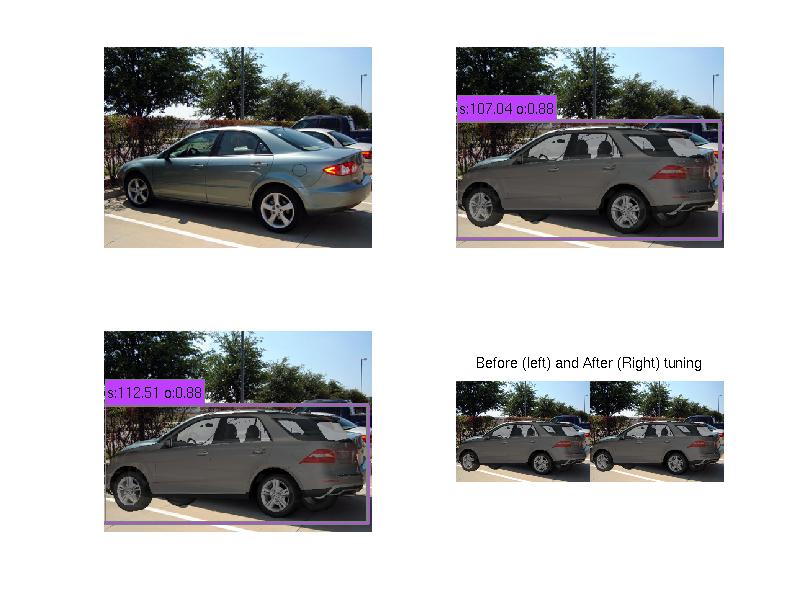 s:107.04 o:0.88
s:112.51 o:0.88
Before (left) and After (Right) tuning